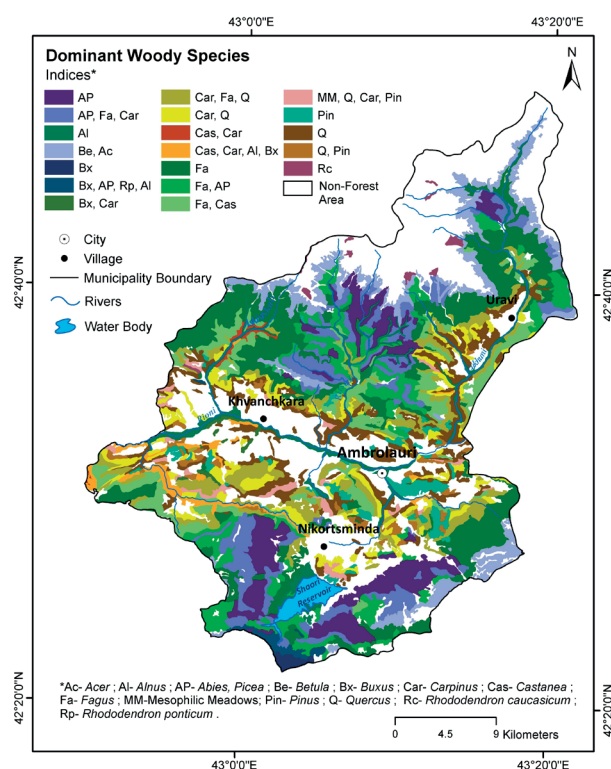 43°0'0"E 43°20'0"E
Dominant Woody Species
Indices*
AP
AP, Fa, Car
Al
Be, Ac
Bx
Bx, AP, Rp, Al
Bx, Car
Car, Fa, Q
Car, Q
Cas, Car
Cas, Car, Al, Bx
Fa
Fa, AP
Fa, Cas
MM, Q, Car, Pin
Pin
Q
Q, Pin
Rc
Non-Forest
Area
N
City
Village
Municipality Boundary
Rivers
Water Body
42°40'0"N
42°40'0"N
Uravi
Khvanchkara
Rioni
Ambrolauri
Nikortsminda
Shaori
Reservoir
42°20'0"N
42°20'0"N
*Ac- Acer ; Al- Alnus ; AP- Abies, Picea ; Be- Betula ; Bx- Buxus ; Car- Carpinus ; Cas- Castanea ;
Fa- Fagus ; MM-Mesophilic Meadows; Pin- Pinus ; Q- Quercus ; Rc- Rhododendron caucasicum ;
Rp- Rhododendron ponticum .
0 4.5 9 Kilometers
43°0'0"E 43°20'0"E